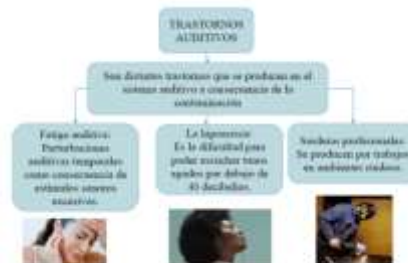 TRASTORNOS
AUDITIVOS
Son distintos trastornos que se producen en el
sistema auditivo a consecuencia de la
contaminación
Fatiga auditiva:
Perturbaciones
auditivas temporales
como consecuencia de
estímulos sonoros
excesivos.
La hipoacusia
Es la dificultad para
poder escuchar tonos
agudos por debajo de
40 decibelios.
Sorderas profesionales:
Se producen por trabajos
en ambientes ruidosos.